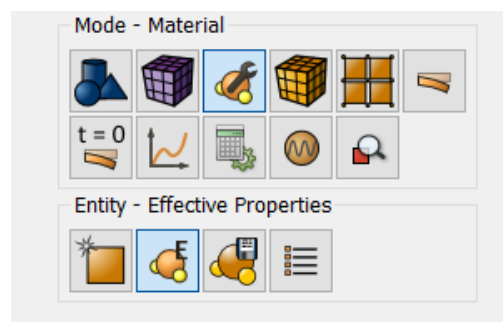 Mode - Material
t = 0
Entity - Effective Properties
E